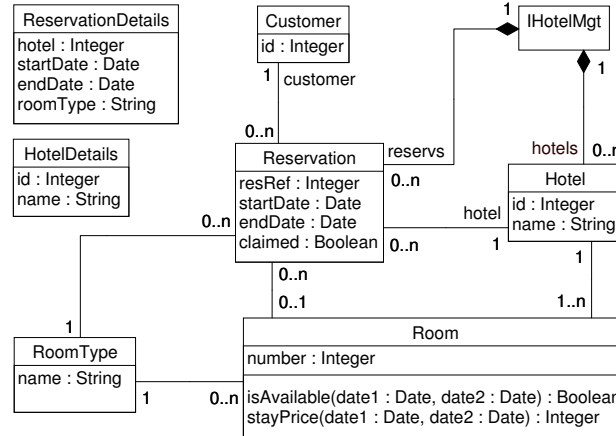 ReservationDetails
hotel : Integer
startDate : Date
endDate : Date
roomType : String
Customer
id : Integer
1
customer
0..n
1
IHotelMgt
1
hotels
0..n
HotelDetails
id : Integer
name : String
Reservation
resRef : Integer
startDate : Date
endDate : Date
claimed : Boolean
reservs
0..n
Hotel
id : Integer
name : String
hotel
0..n
1
1
0..n
0..n
0..1
1..n
1
RoomType
name : String
1
0..n
Room
number : Integer
isAvailable(date1 : Date, date2 : Date) : Boolean
stayPrice(date1 : Date, date2 : Date) : Integer